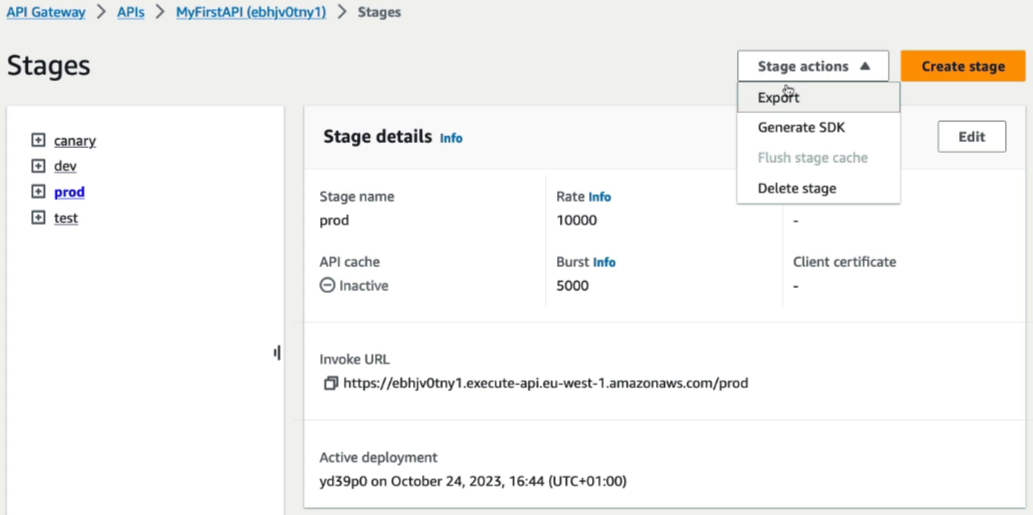 API Gateway > APIs > MyFirstAPI (ebhjv0tny1) > Stages
Stages
Stage actions ▲
Create stage
Export
Generate SDK
Flush stage cache
Delete stage
canary
dev
prod
test
Stage details Info
Edit
Stage name
prod
Rate Info
10000
-
API cache
Inactive
Burst Info
5000
Client certificate
-
Invoke URL
https://ebhjv0tny1.execute-api.eu-west-1.amazonaws.com/prod
Active deployment
yd39p0 on October 24, 2023, 16:44 (UTC+01:00)